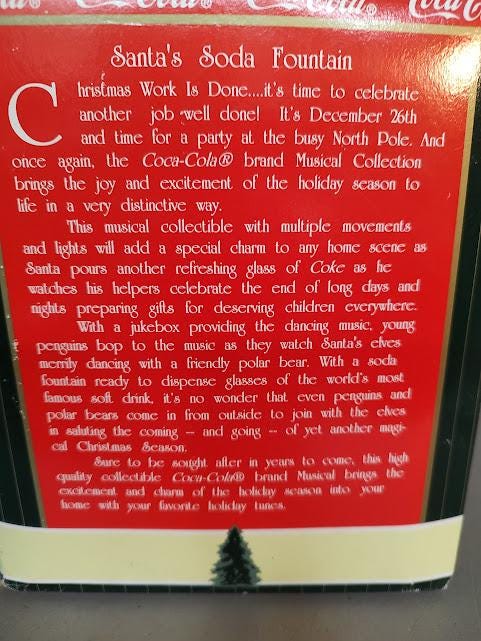 Coca-Cola®
Coca-Cola
Santa's Soda Fountain
Christmas Work Is Done....it's time to celebrate
another job well done! It's December 26th
and time for a party at the busy North Pole. And
once again, the Coca-Cola® brand Musical Collection
brings the joy and excitement of the holiday season to
life in a very distinctive way.
This musical collectible with multiple movements
and lights will add a special charm to any home scene as
Santa pours another refreshing glass of Coke as he
watches his helpers celebrate the end of long days and
nights preparing gifts for deserving children everywhere.
With a jukebox providing the dancing music, young
penguins bop to the music as they watch Santa's elves
merrily dancing with a friendly polar bear. With a soda
fountain ready to dispense glasses of the world's most
famous soft drink, it's no wonder that even penguins and
polar bears come in from outside to join with the elves
in saluting the coming -- and going -- of yet another magi-
cal Christmas Season.
Sure to be sought after in years to come, this high
quality collectible Coca-Cola® brand Musical brings the
excitement and charm of the holiday season into your
home with your favorite holiday tunes.